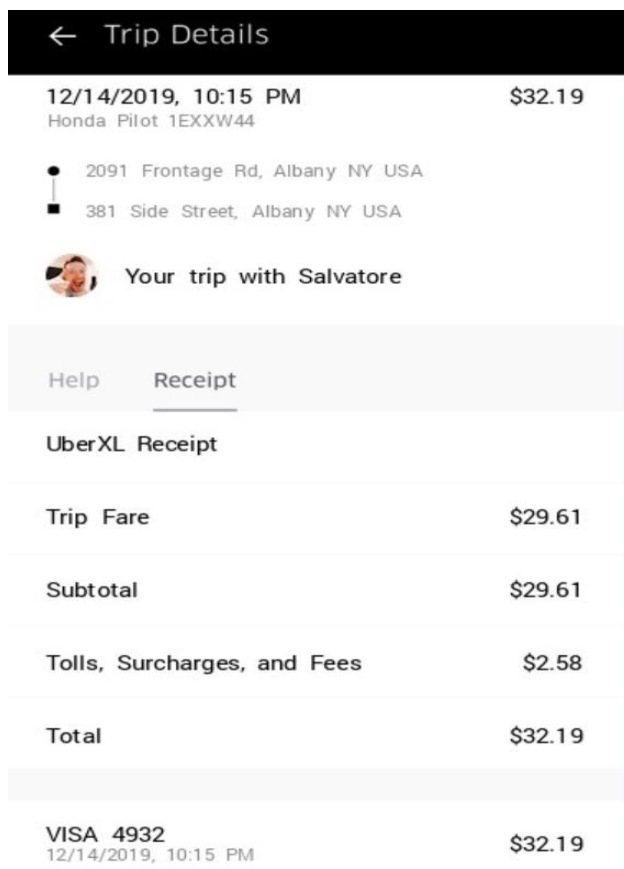 Trip Details
12/14/2019, 10:15 PM $32.19
Honda Pilot 1EXXW44
2091 Frontage Rd, Albany NY USA
381 Side Street, Albany NY USA
Your trip with Salvatore
Help Receipt
UberXL Receipt
Trip Fare $29.61
Subtotal $29.61
Tolls, Surcharges, and Fees $2.58
Total $32.19
VISA 4932 $32.19
12/14/2019, 10:15 PM